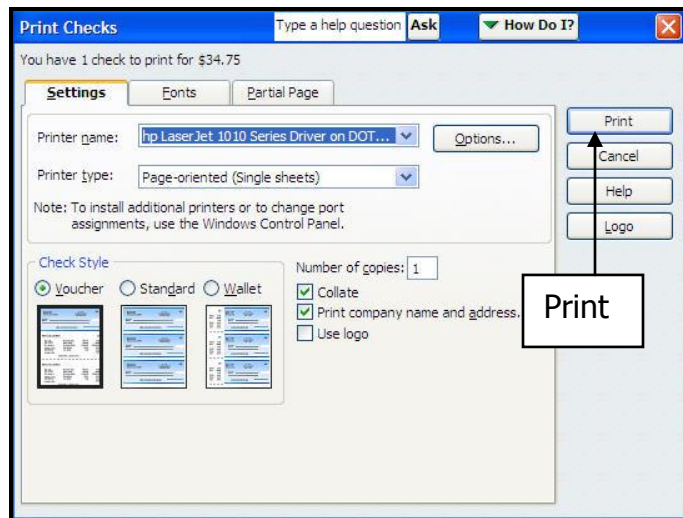 Print Checks
Type a help question Ask
How Do I?
You have 1 check to print for $34.75
Settings
Fonts
Partial Page
Printer name: hp LaserJet 1010 Series Driver on DOT...
Options...
Printer type: Page-oriented (Single sheets)
Note: To install additional printers or to change port
assignments, use the Windows Control Panel.
Check Style
Voucher
Standard
Wallet
Number of copies: 1
Collate
Print company name and address.
Use logo
Print
Cancel
Help
Logo
Print